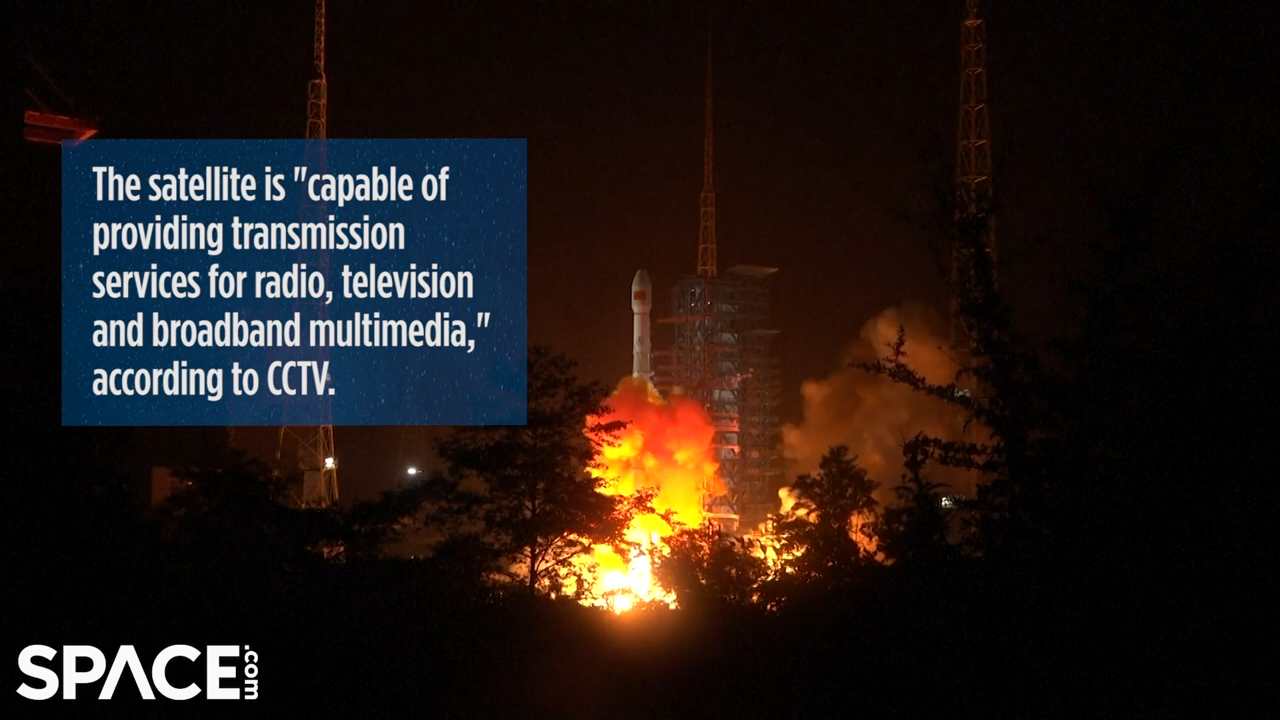 The satellite is "capable of
providing transmission
services for radio, television
and broadband multimedia,"
according to CCTV.
SPACE.com